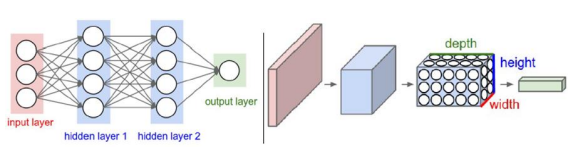 input layer
hidden layer 1
hidden layer 2
output layer
depth
height
width